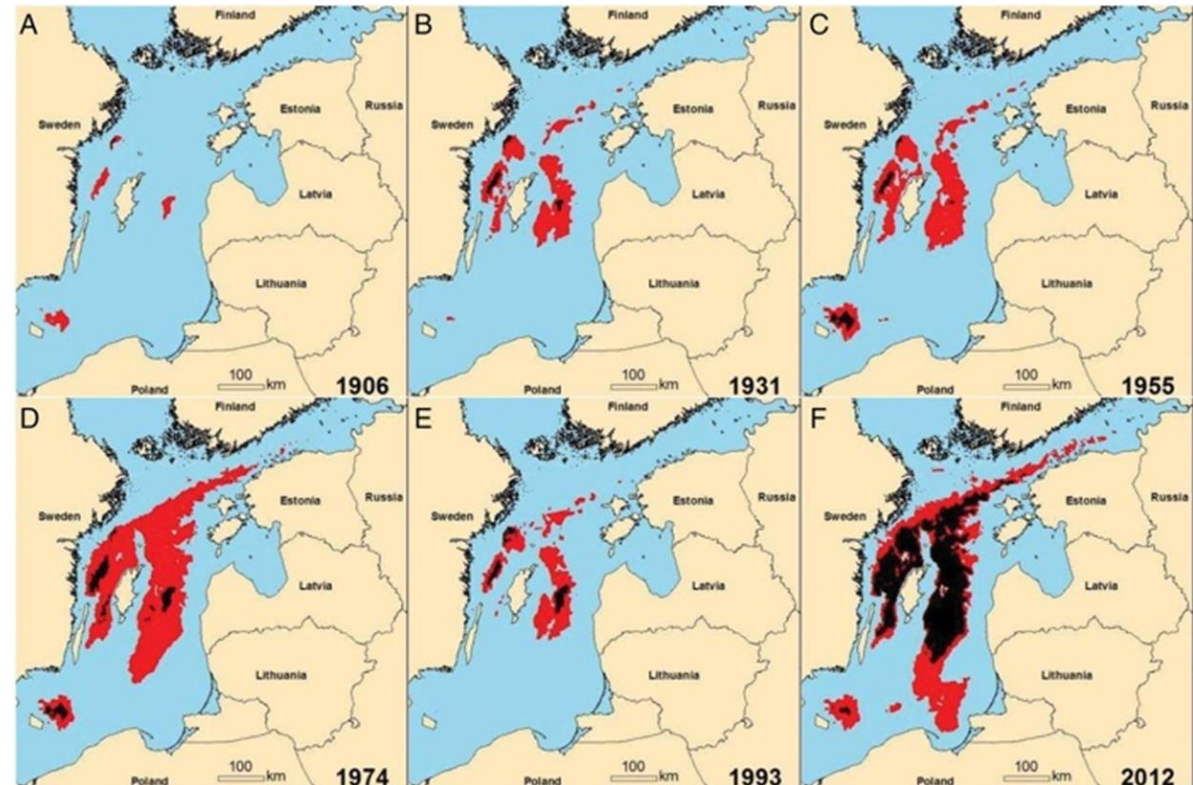 A
Finland
Estonia
Russia
Sweden
Latvia
Lithuania
100
km
Poland
1906
B
Finland
Estonia
Russia
Sweden
Latvia
Lithuania
100
km
Poland
1931
C
Finland
Estonia
Russia
Sweden
Latvia
Lithuania
100
km
Poland
1955
D
Finland
Estonia
Russia
Sweden
Latvia
Lithuania
100
km
Poland
1974
E
Finland
Estonia
Russia
Sweden
Latvia
Lithuania
100
km
Poland
1993
F
Finland
Estonia
Russia
Sweden
Latvia
Lithuania
100
km
Poland
2012